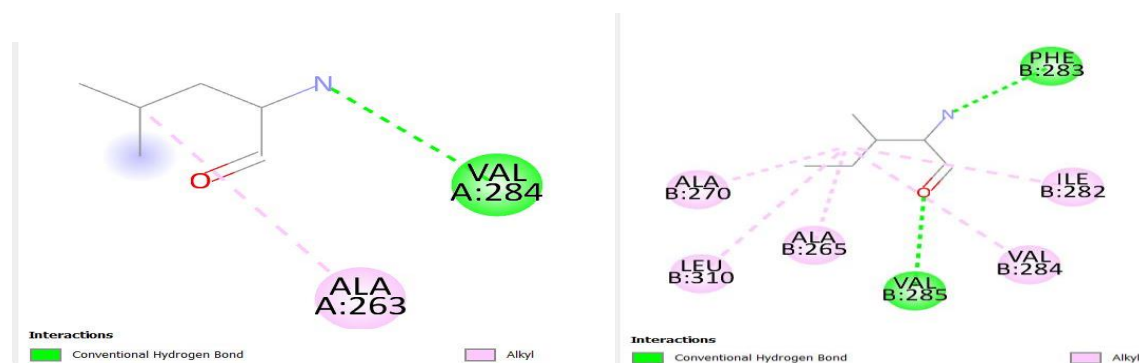 N
O
VAL
A:284
ALA
A:263
Interactions
Conventional Hydrogen Bond
Alkyl
PHE
B:283
N
ALA
B:270
ILE
B:282
O
ALA
B:265
LEU
B:310
VAL
B:284
VAL
B:285
Interactions
Conventional Hydrogen Bond
Alkyl